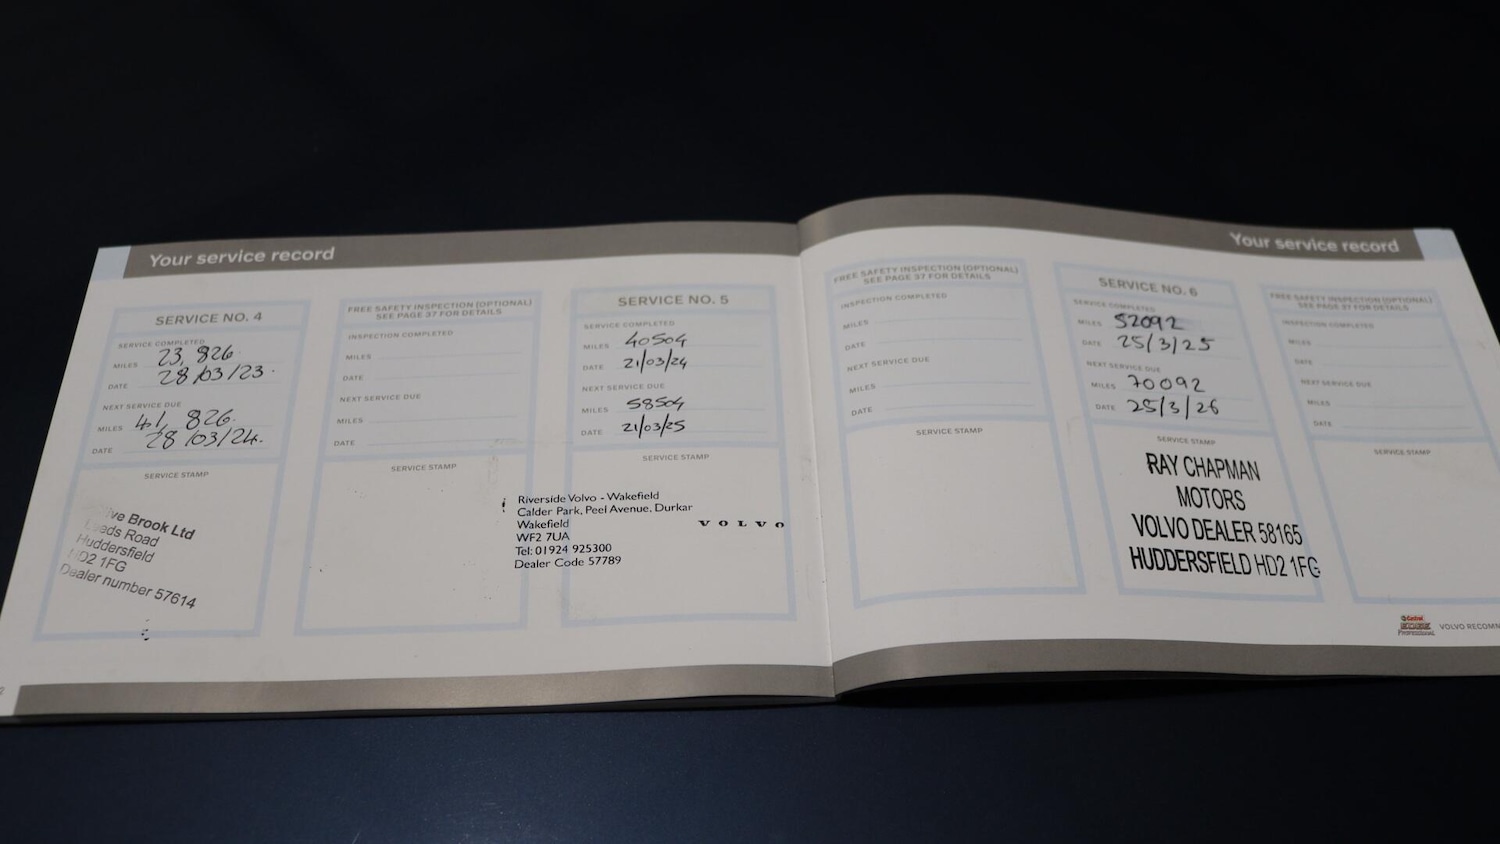 Your service record
SERVICE NO. 4
SERVICE COMPLETED
MILES 23,826
DATE 28/03/23
NEXT SERVICE DUE
MILES 41,826
DATE 28/03/24
SERVICE STAMP
Brook Ltd
Road
Huddersfield
HD2 1FG
Dealer number 57614
FREE SAFETY INSPECTION (OPTIONAL)
SEE PAGE 37 FOR DETAILS
INSPECTION COMPLETED
MILES
DATE
NEXT SERVICE DUE
MILES
DATE
SERVICE STAMP
SERVICE NO. 5
SERVICE COMPLETED
MILES 40504
DATE 21/03/24
NEXT SERVICE DUE
MILES 58504
DATE 21/03/25
SERVICE STAMP
Riverside Volvo - Wakefield
Calder Park, Peel Avenue, Durkar
Wakefield
WF2 7UA
Tel: 01924 925300
Dealer Code 57789
VOLVO
Your service record
FREE SAFETY INSPECTION (OPTIONAL)
SEE PAGE 37 FOR DETAILS
INSPECTION COMPLETED
MILES
DATE
NEXT SERVICE DUE
MILES
DATE
SERVICE STAMP
SERVICE NO. 6
SERVICE COMPLETED
MILES 52092
DATE 25/3/25
NEXT SERVICE DUE
MILES 70092
DATE 25/3/26
SERVICE STAMP
RAY CHAPMAN
MOTORS
VOLVO DEALER 58165
HUDDERSFIELD HD2 1FG
FREE SAFETY INSPECTION (OPTIONAL)
SEE PAGE 37 FOR DETAILS
INSPECTION COMPLETED
MILES
DATE
NEXT SERVICE DUE
MILES
DATE
SERVICE STAMP
Castrol
EDGE
Professional
VOLVO